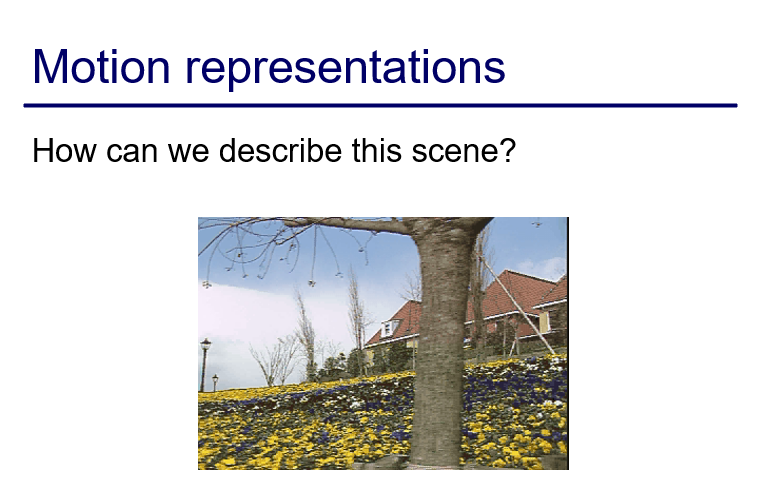 Motion representations
How can we describe this scene?